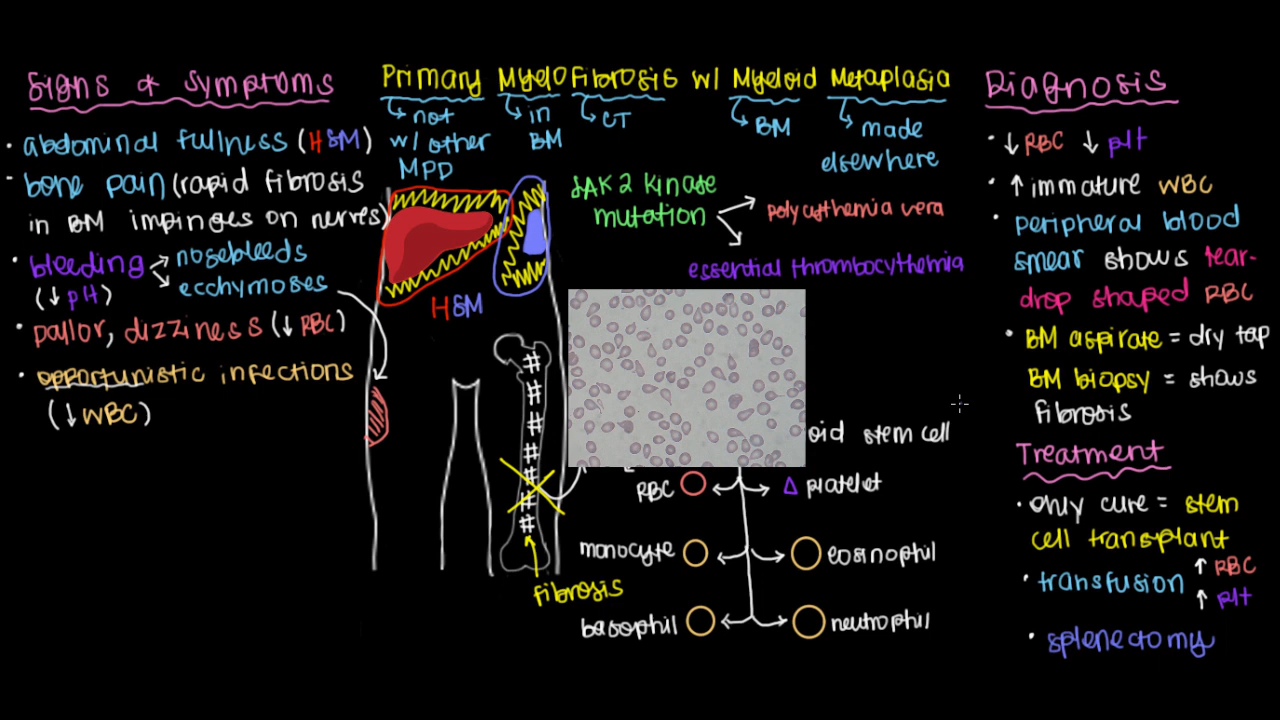 Signs & Symptoms
• abdominal fullness (HSM)
• bone pain (rapid fibrosis
in BM impinges on nerves)
• bleeding
nosebleeds
ecchymoses
(↓ plt)
• pallor, dizziness (↓ RBC)
• opportunistic infections
(↓ WBC)
Primary MyeloFibrosis w/ Myeloid Metaplasia
not
w/ other
MPD
in
BM
CT
BM
made
elsewhere
JAK 2 kinase
mutation
polycythemia vera
essential thrombocythemia
HSM
oid stem cell
RBC
Δ platelet
monocyte
eosinophil
basophil
neutrophil
fibrosis
Diagnosis
• ↓ RBC ↓ plt
• ↑ immature WBC
• peripheral blood
smear shows tear-
drop shaped RBC
• BM aspirate = dry tap
BM biopsy = shows
fibrosis
Treatment
• only cure = stem
cell transplant
• transfusion ↑ RBC
↑ plt
• splenectomy